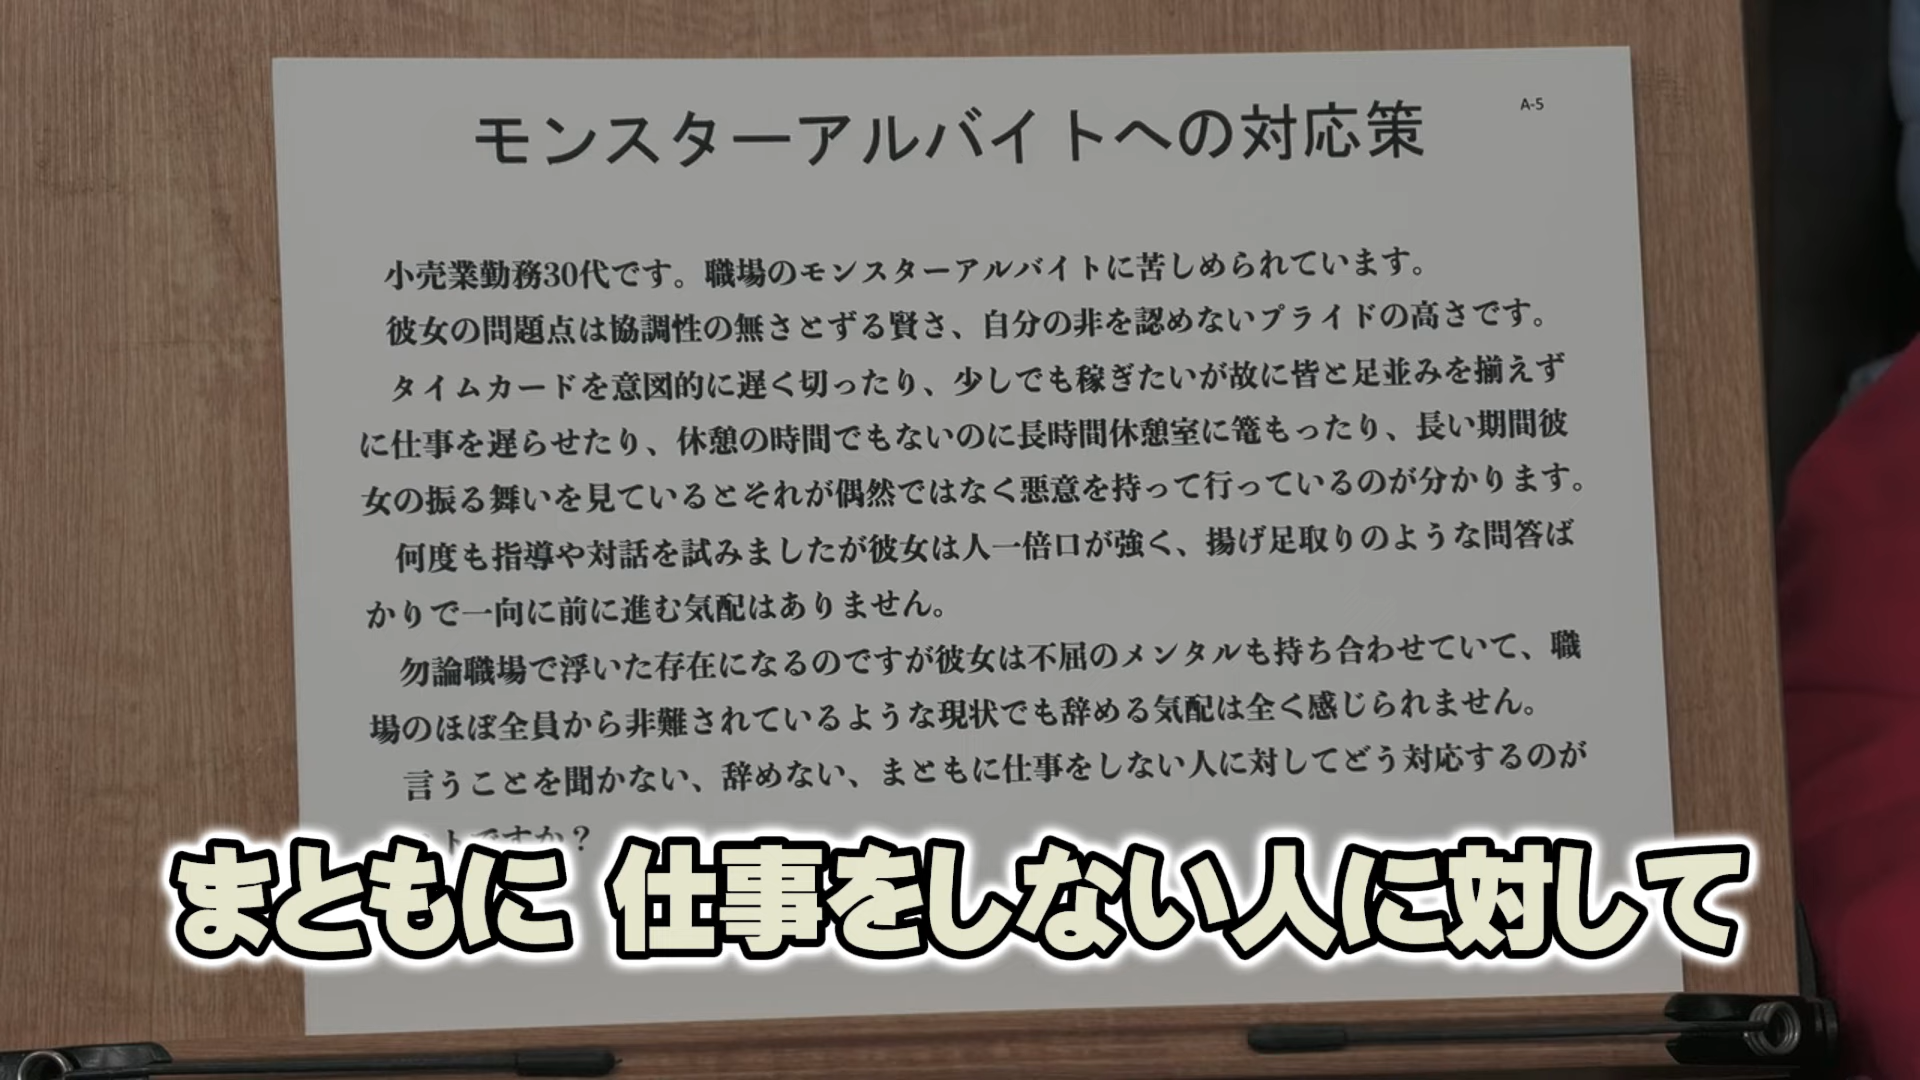 モンスターアルバイトへの対応策
A-5
小売業勤務30代です。職場のモンスターアルバイトに苦しめられています。
彼女の問題点は協調性の無さとずる賢さ、自分の非を認めないプライドの高さです。
タイムカードを意図的に遅く切ったり、少しでも稼ぎたいが故に皆と足並みを揃えず
に仕事を遅らせたり、休憩の時間でもないのに長時間休憩室に篭もったり、長い期間彼
女の振る舞いを見ているとそれが偶然ではなく悪意を持って行っているのが分かります。
何度も指導や対話を試みましたが彼女は人一倍口が強く、揚げ足取りのような問答ば
かりで一向に前に進む気配はありません。
勿論職場で浮いた存在になるのですが彼女は不屈のメンタルも持ち合わせていて、職
場のほぼ全員から非難されているような現状でも辞める気配は全く感じられません。
言うことを聞かない、辞めない、まともに仕事をしない人に対してどう対応するのが
トですか？
まともに 仕事をしない人に対して